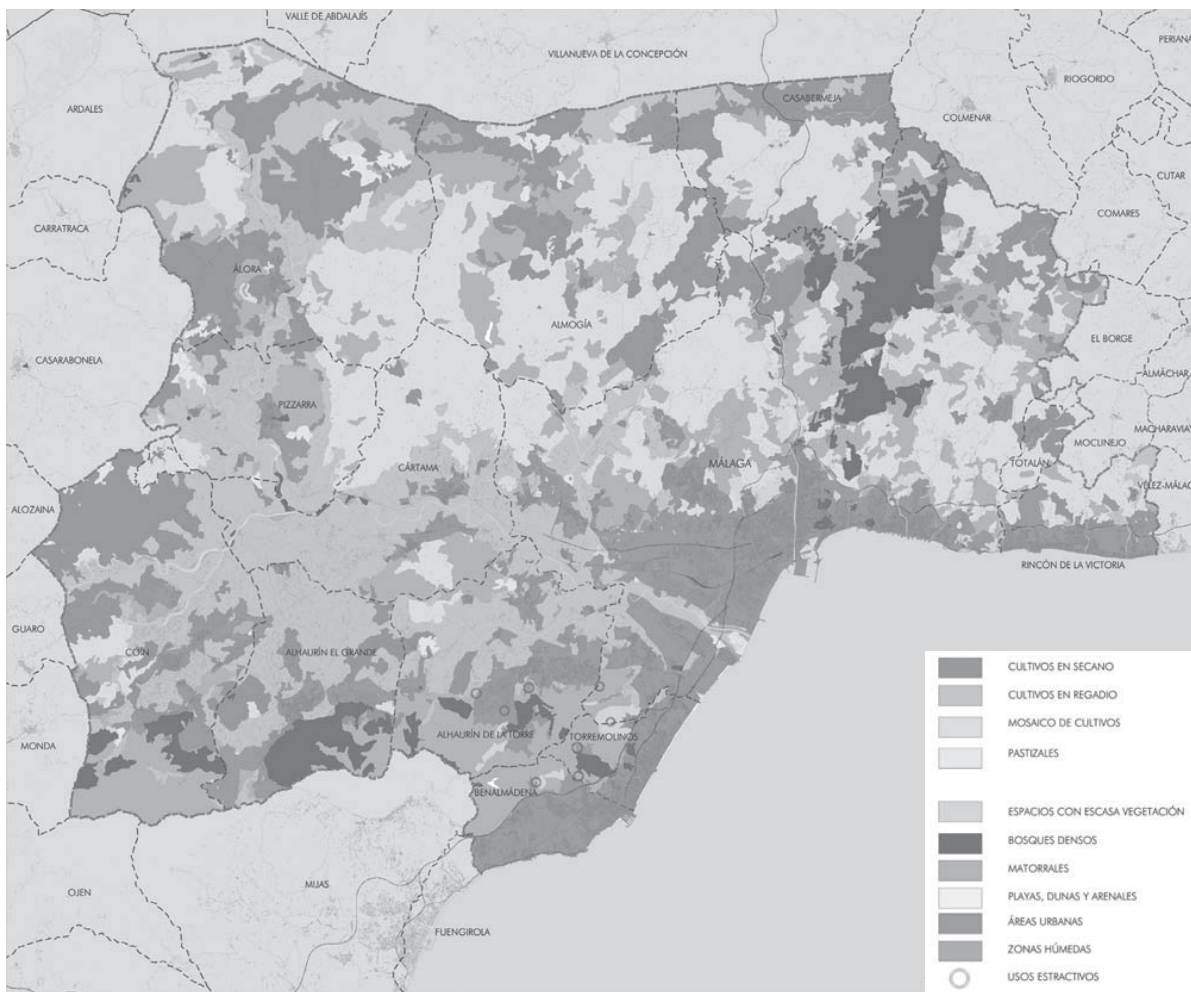 VALLE DE ABDALAJÍS
VILLANUEVA DE LA CONCEPCIÓN
PERIANA
RIOGORDO
ARDALES
CASABERMEJA
COLMENAR
CUTAR
COMARES
CARRATRACA
ÁLORA
ALMOGÍA
EL BORGE
CASARABONELA
ALMÁCHAR
PIZZARRA
MACHARAVIAY
MOCLINEJO
CÁRTAMA
MÁLAGA
TOTALÁN
VÉLEZ-MÁLAG
ALOZAINA
RINCÓN DE LA VICTORIA
GUARO
COÍN
ALHAURÍN EL GRANDE
ALHAURÍN DE LA TORRE
TORREMOLINOS
MONDA
BENALMÁDENA
MIJAS
OJEN
FUENGIROLA
CULTIVOS EN SECANO
CULTIVOS EN REGADIO
MOSAICO DE CULTIVOS
PASTIZALES
ESPACIOS CON ESCASA VEGETACIÓN
BOSQUES DENSOS
MATORRALES
PLAYAS, DUNAS Y ARENALES
ÁREAS URBANAS
ZONAS HÚMEDAS
USOS ESTRACTIVOS